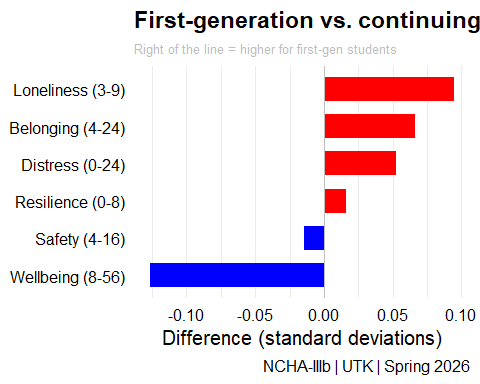 First-generation vs. continuing
Right of the line = higher for first-gen students
Loneliness (3-9)
Belonging (4-24)
Distress (0-24)
Resilience (0-8)
Safety (4-16)
Wellbeing (8-56)
-0.10 -0.05 0.00 0.05 0.10
Difference (standard deviations)
NCHA-IIIb | UTK | Spring 2026